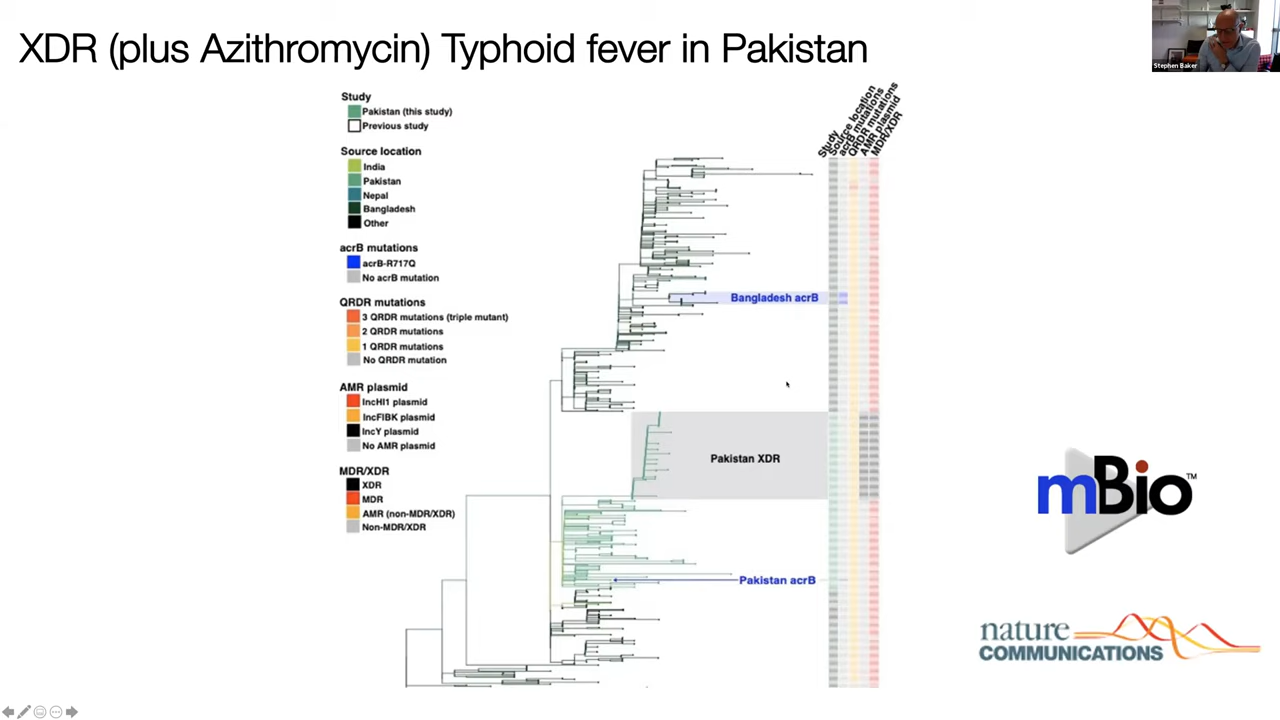 XDR (plus Azithromycin) Typhoid fever in Pakistan
Stephen Baker
Study
Pakistan (this study)
Previous study
Source location
India
Pakistan
Nepal
Bangladesh
Other
acrB mutations
acrB-R717Q
No acrB mutation
QRDR mutations
3 QRDR mutations (triple mutant)
2 QRDR mutations
1 QRDR mutations
No QRDR mutation
AMR plasmid
IncHI1 plasmid
IncFIBK plasmid
IncY plasmid
No AMR plasmid
MDR/XDR
XDR
MDR
AMR (non-MDR/XDR)
Non-MDR/XDR
Study
Source location
acrB mutations
QRDR mutations
AMR plasmid
MDR/XDR
Bangladesh acrB
Pakistan XDR
Pakistan acrB
mBio™
nature
COMMUNICATIONS